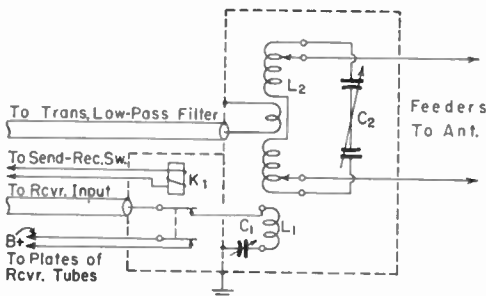 L2
C2
Feeders
To Ant.
To Trans. Low-Pass Filter
To Send-Rec. Sw.
K1
To Rcvr. Input
C1
L1
B+
To Plates of
Rcvr. Tubes